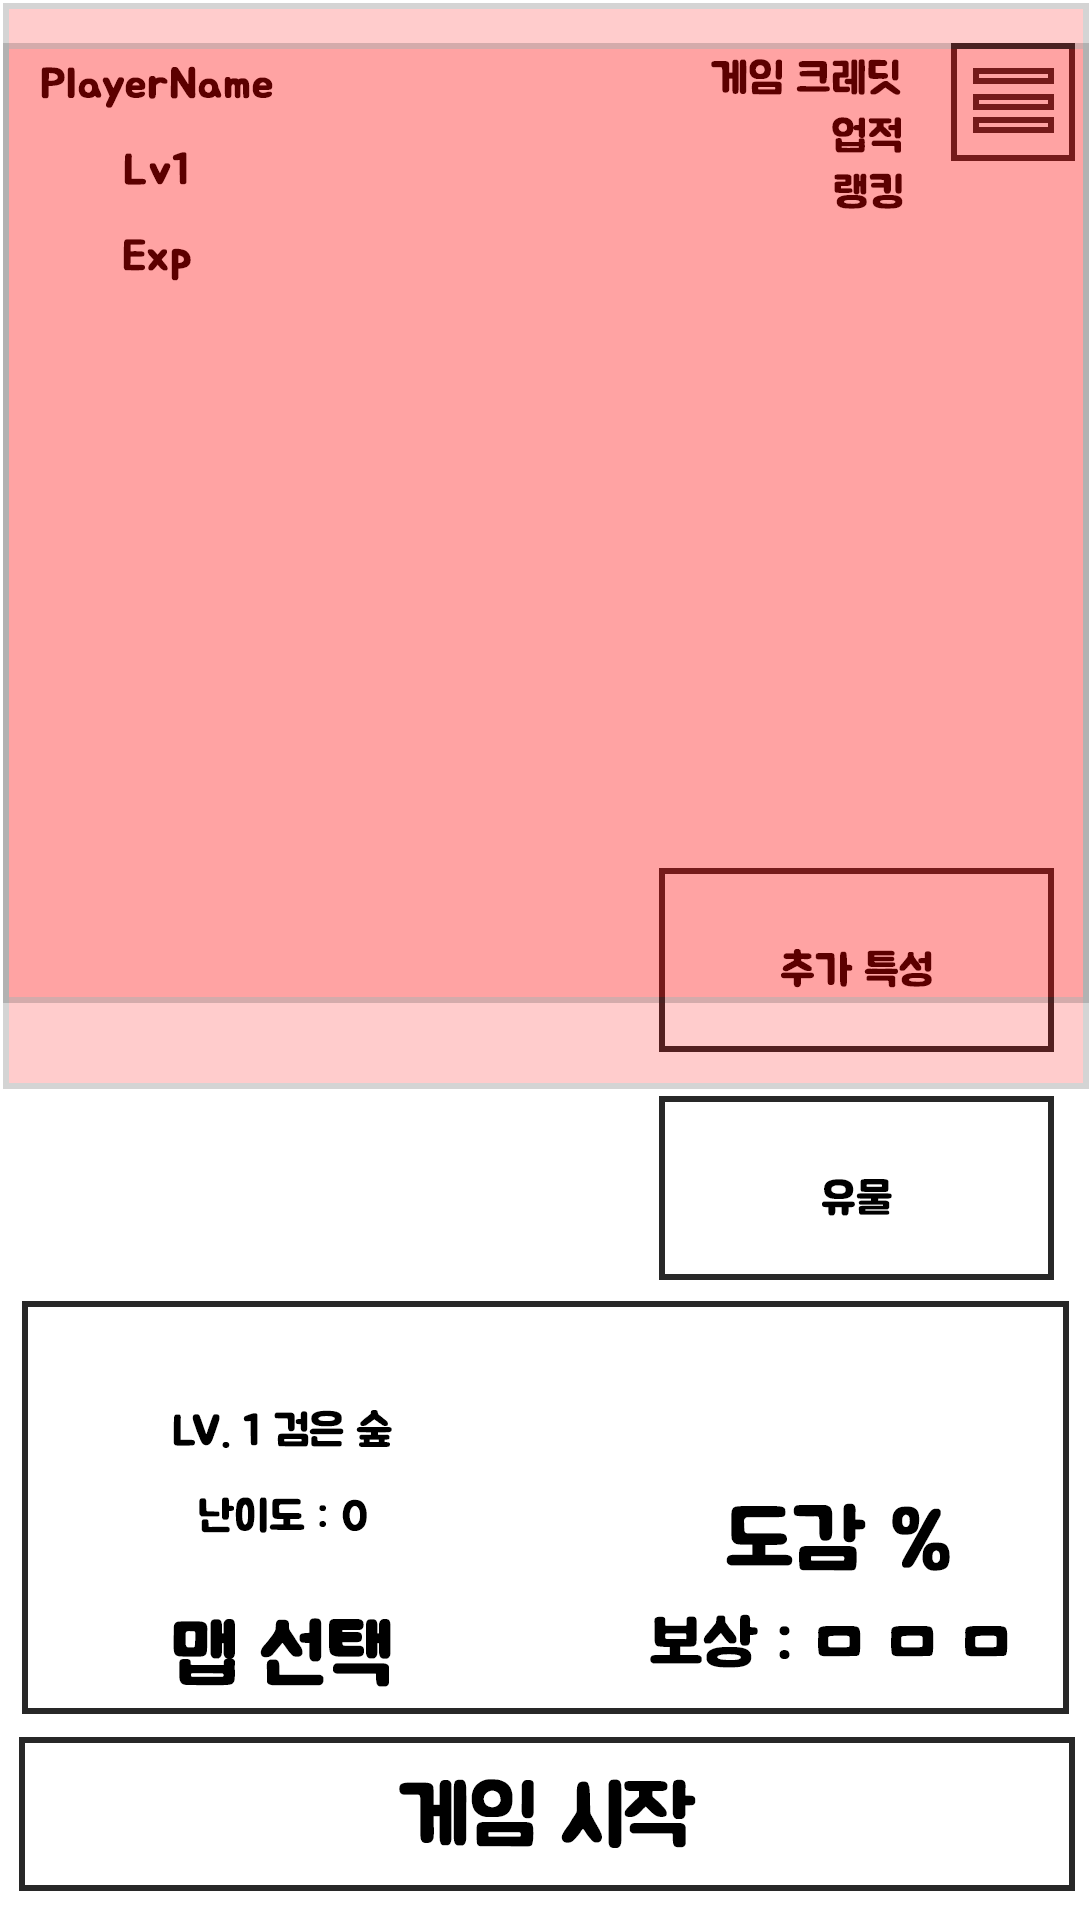 PlayerName
Lv1
Exp
게임 크레딧
업적
랭킹
추가 특성
유물
LV. 1 검은 숲
난이도 : 0
맵 선택
도감 %
보상 : ㅁ ㅁ ㅁ
게임 시작